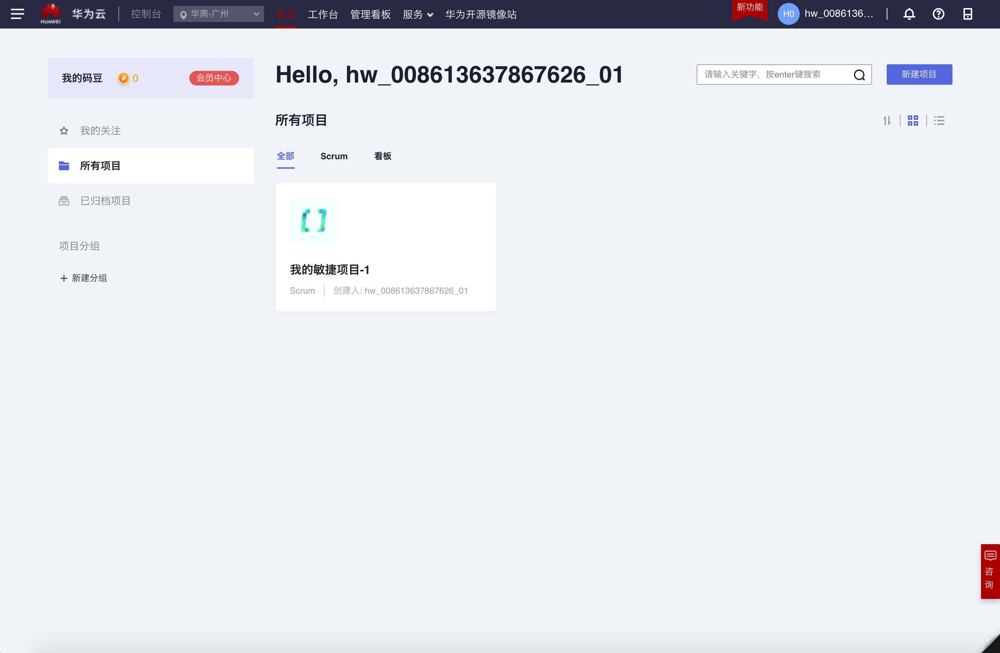 HUAWEI
华为云
控制台
华南-广州
首页
工作台
管理看板
服务
华为开源镜像站
新功能
H0
hw_0086136...
我的码豆
0
会员中心
我的关注
所有项目
已归档项目
项目分组
+ 新建分组
Hello, hw_008613637867626_01
请输入关键字，按enter键搜索
新建项目
所有项目
全部
Scrum
看板
我的敏捷项目-1
Scrum
创建人: hw_008613637867626_01
咨
询